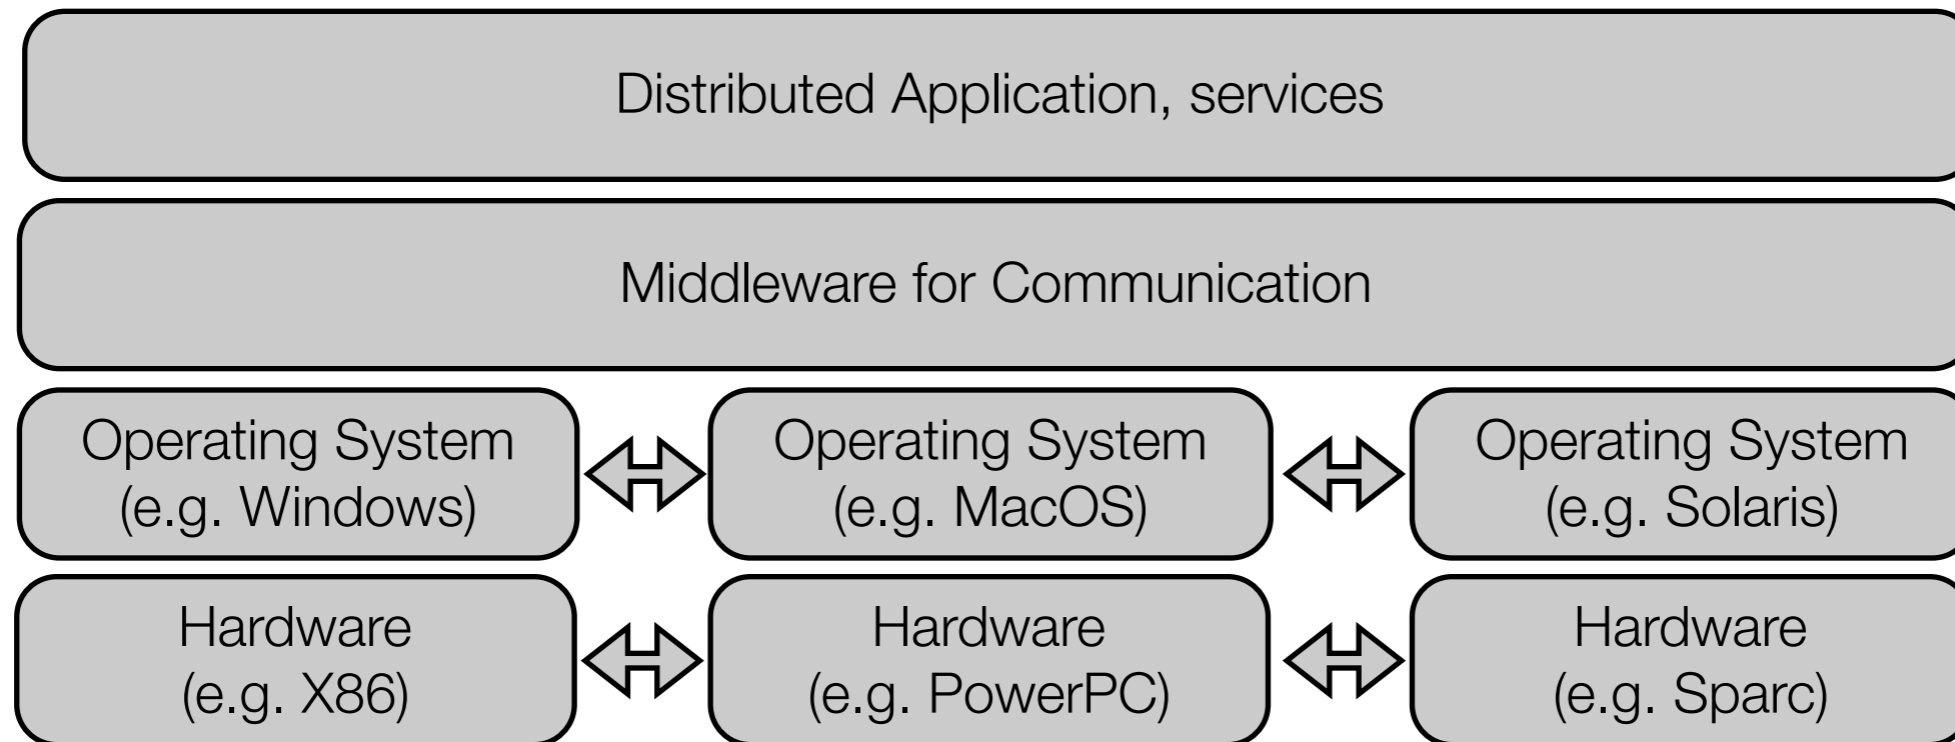 Distributed Application, services
Middleware for Communication
Operating System
(e.g. Windows)
Operating System
(e.g. MacOS)
Operating System
(e.g. Solaris)
Hardware
(e.g. X86)
Hardware
(e.g. PowerPC)
Hardware
(e.g. Sparc)